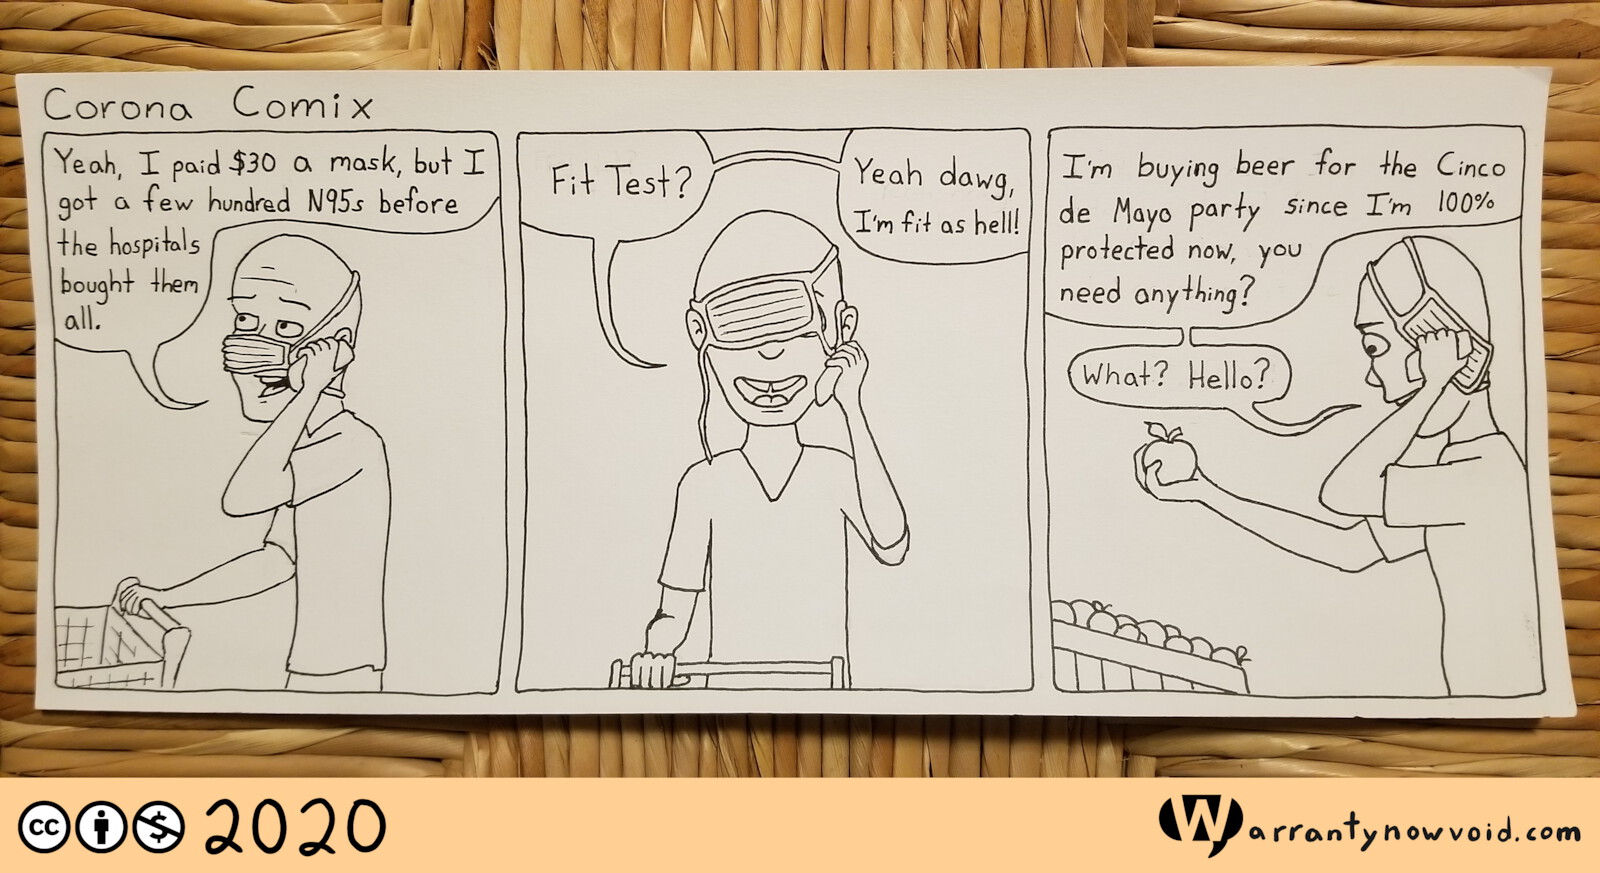 Corona Comix
Yeah, I paid $30 a mask, but I
got a few hundred N95s before
the hospitals
bought them
all.
Fit Test?
Yeah dawg,
I'm fit as hell!
I'm buying beer for the Cinco
de Mayo party since I'm 100%
protected now, you
need anything?
What? Hello?
cc $ 2020
Warrantynowvoid.com